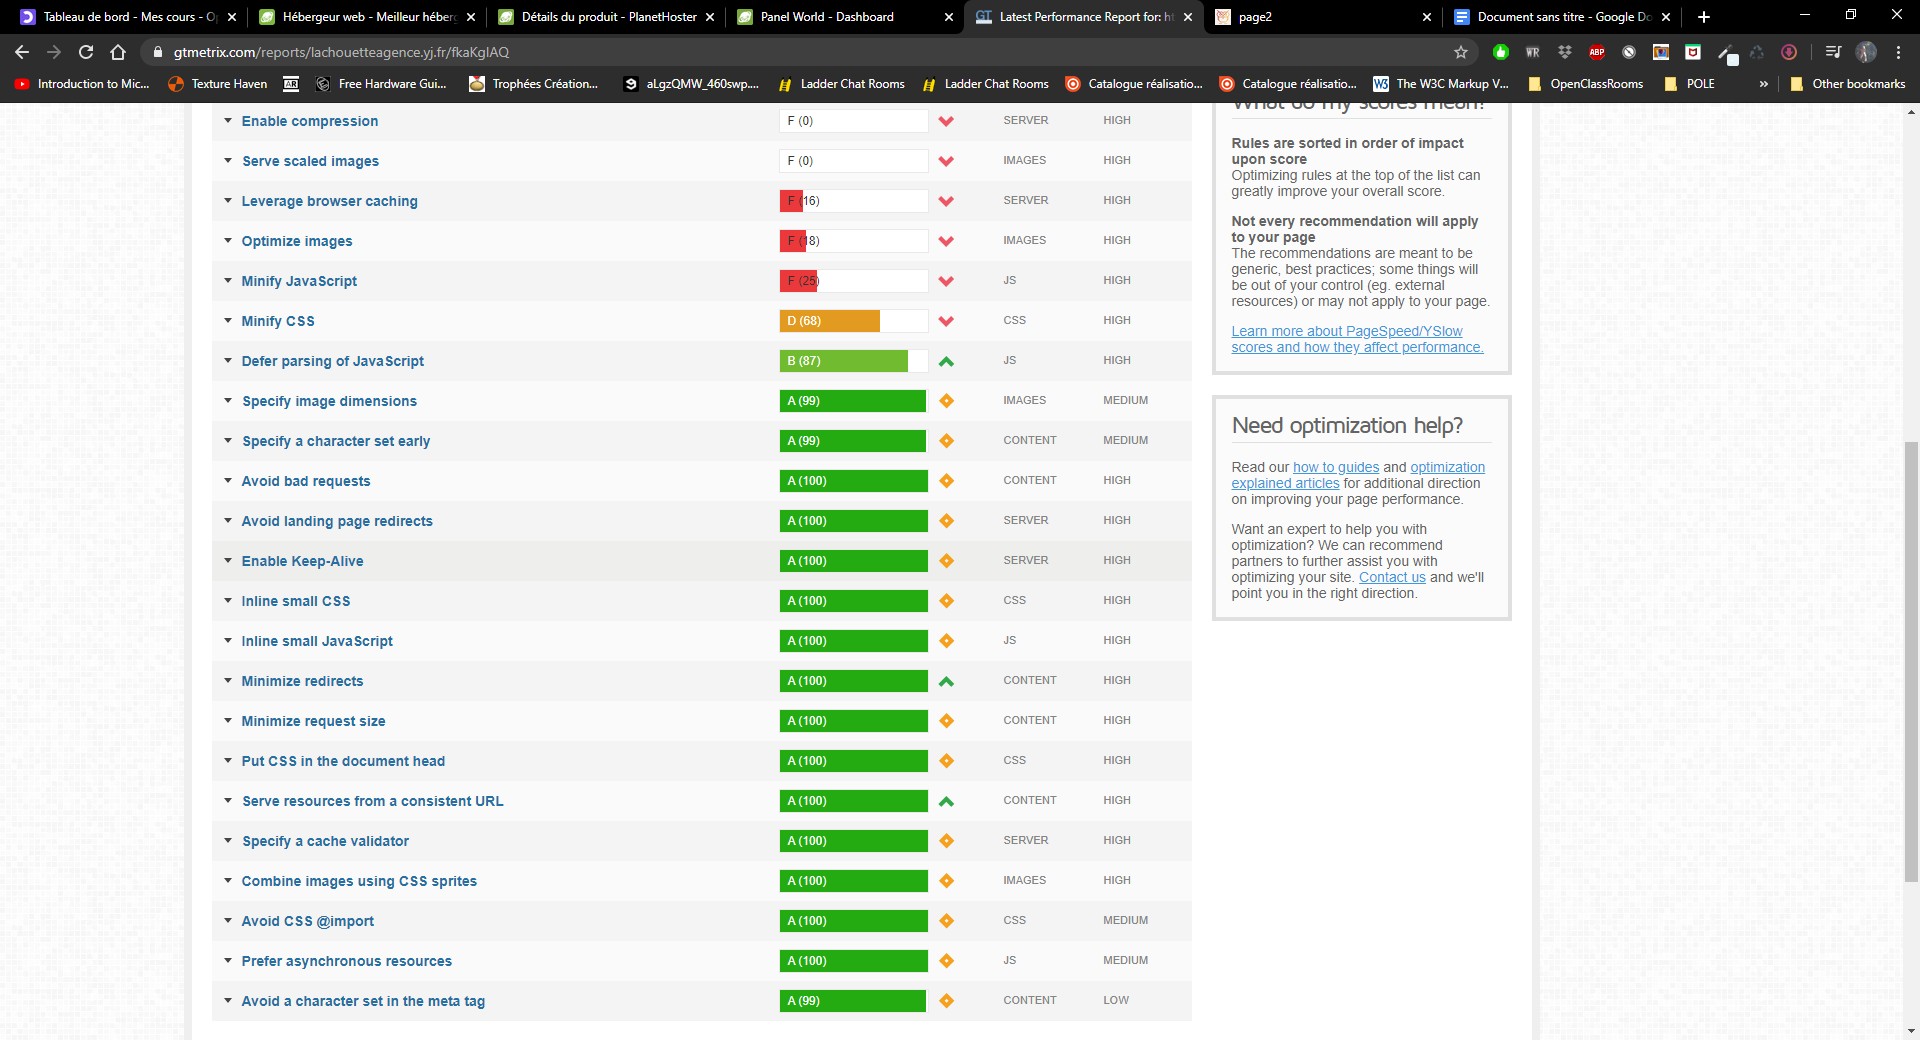 Tableau de bord - Mes cours - O
Hébergeur web - Meilleur héberg
Détails du produit - PlanetHoster
Panel World - Dashboard
GT Latest Performance Report for: ht
page2
Document sans titre - Google Do
gtmetrix.com/reports/lachouetteagence.yj.fr/fkaKgIAQ
WR
ABP
Introduction to Mic...
Texture Haven
AR
Free Hardware Gui...
Trophées Création...
aLgzQMW_460swp....
Ladder Chat Rooms
Ladder Chat Rooms
Catalogue réalisatio...
Catalogue réalisatio...
W3 The W3C Markup V...
OpenClassRooms
POLE
»
Other bookmarks
Enable compression F (0) SERVER HIGH
Serve scaled images F (0) IMAGES HIGH
Leverage browser caching F (16) SERVER HIGH
Optimize images F (18) IMAGES HIGH
Minify JavaScript F (25) JS HIGH
Minify CSS D (68) CSS HIGH
Defer parsing of JavaScript B (87) JS HIGH
Specify image dimensions A (99) IMAGES MEDIUM
Specify a character set early A (99) CONTENT MEDIUM
Avoid bad requests A (100) CONTENT HIGH
Avoid landing page redirects A (100) SERVER HIGH
Enable Keep-Alive A (100) SERVER HIGH
Inline small CSS A (100) CSS HIGH
Inline small JavaScript A (100) JS HIGH
Minimize redirects A (100) CONTENT HIGH
Minimize request size A (100) CONTENT HIGH
Put CSS in the document head A (100) CSS HIGH
Serve resources from a consistent URL A (100) CONTENT HIGH
Specify a cache validator A (100) SERVER HIGH
Combine images using CSS sprites A (100) IMAGES HIGH
Avoid CSS @import A (100) CSS MEDIUM
Prefer asynchronous resources A (100) JS MEDIUM
Avoid a character set in the meta tag A (99) CONTENT LOW
What do my scores mean?
Rules are sorted in order of impact
upon score
Optimizing rules at the top of the list can
greatly improve your overall score.
Not every recommendation will apply
to your page
The recommendations are meant to be
generic, best practices; some things will
be out of your control (eg. external
resources) or may not apply to your page.
Learn more about PageSpeed/YSlow
scores and how they affect performance.
Need optimization help?
Read our how to guides and optimization
explained articles for additional direction
on improving your page performance.
Want an expert to help you with
optimization? We can recommend
partners to further assist you with
optimizing your site. Contact us and we'll
point you in the right direction.